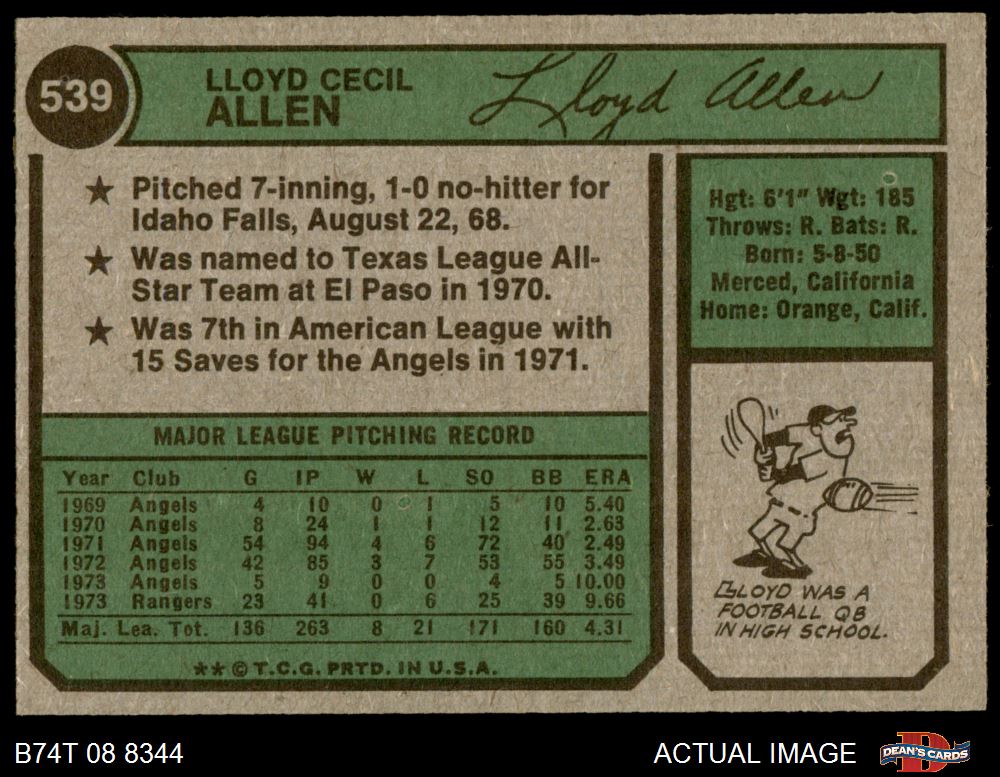 539
LLOYD CECIL
ALLEN
Lloyd Allen
★ Pitched 7-inning, 1-0 no-hitter for
Idaho Falls, August 22, 68.
★ Was named to Texas League All-
Star Team at El Paso in 1970.
★ Was 7th in American League with
15 Saves for the Angels in 1971.
Hgt: 6'1" Wgt: 185
Throws: R. Bats: R.
Born: 5-8-50
Merced, California
Home: Orange, Calif.
MAJOR LEAGUE PITCHING RECORD
Year Club G IP W L SO BB ERA
1969 Angels 4 10 0 1 5 10 5.40
1970 Angels 8 24 1 1 12 11 2.63
1971 Angels 54 94 4 6 72 40 2.49
1972 Angels 42 85 3 7 53 55 3.49
1973 Angels 5 9 0 0 4 5 10.00
1973 Rangers 23 41 0 6 25 39 9.66
Maj. Lea. Tot. 136 263 8 21 171 160 4.31
**© T.C.G. PRTD. IN U.S.A.
LLOYD WAS A
FOOTBALL QB
IN HIGH SCHOOL.
B74T 08 8344
ACTUAL IMAGE
DEAN'S CARDS